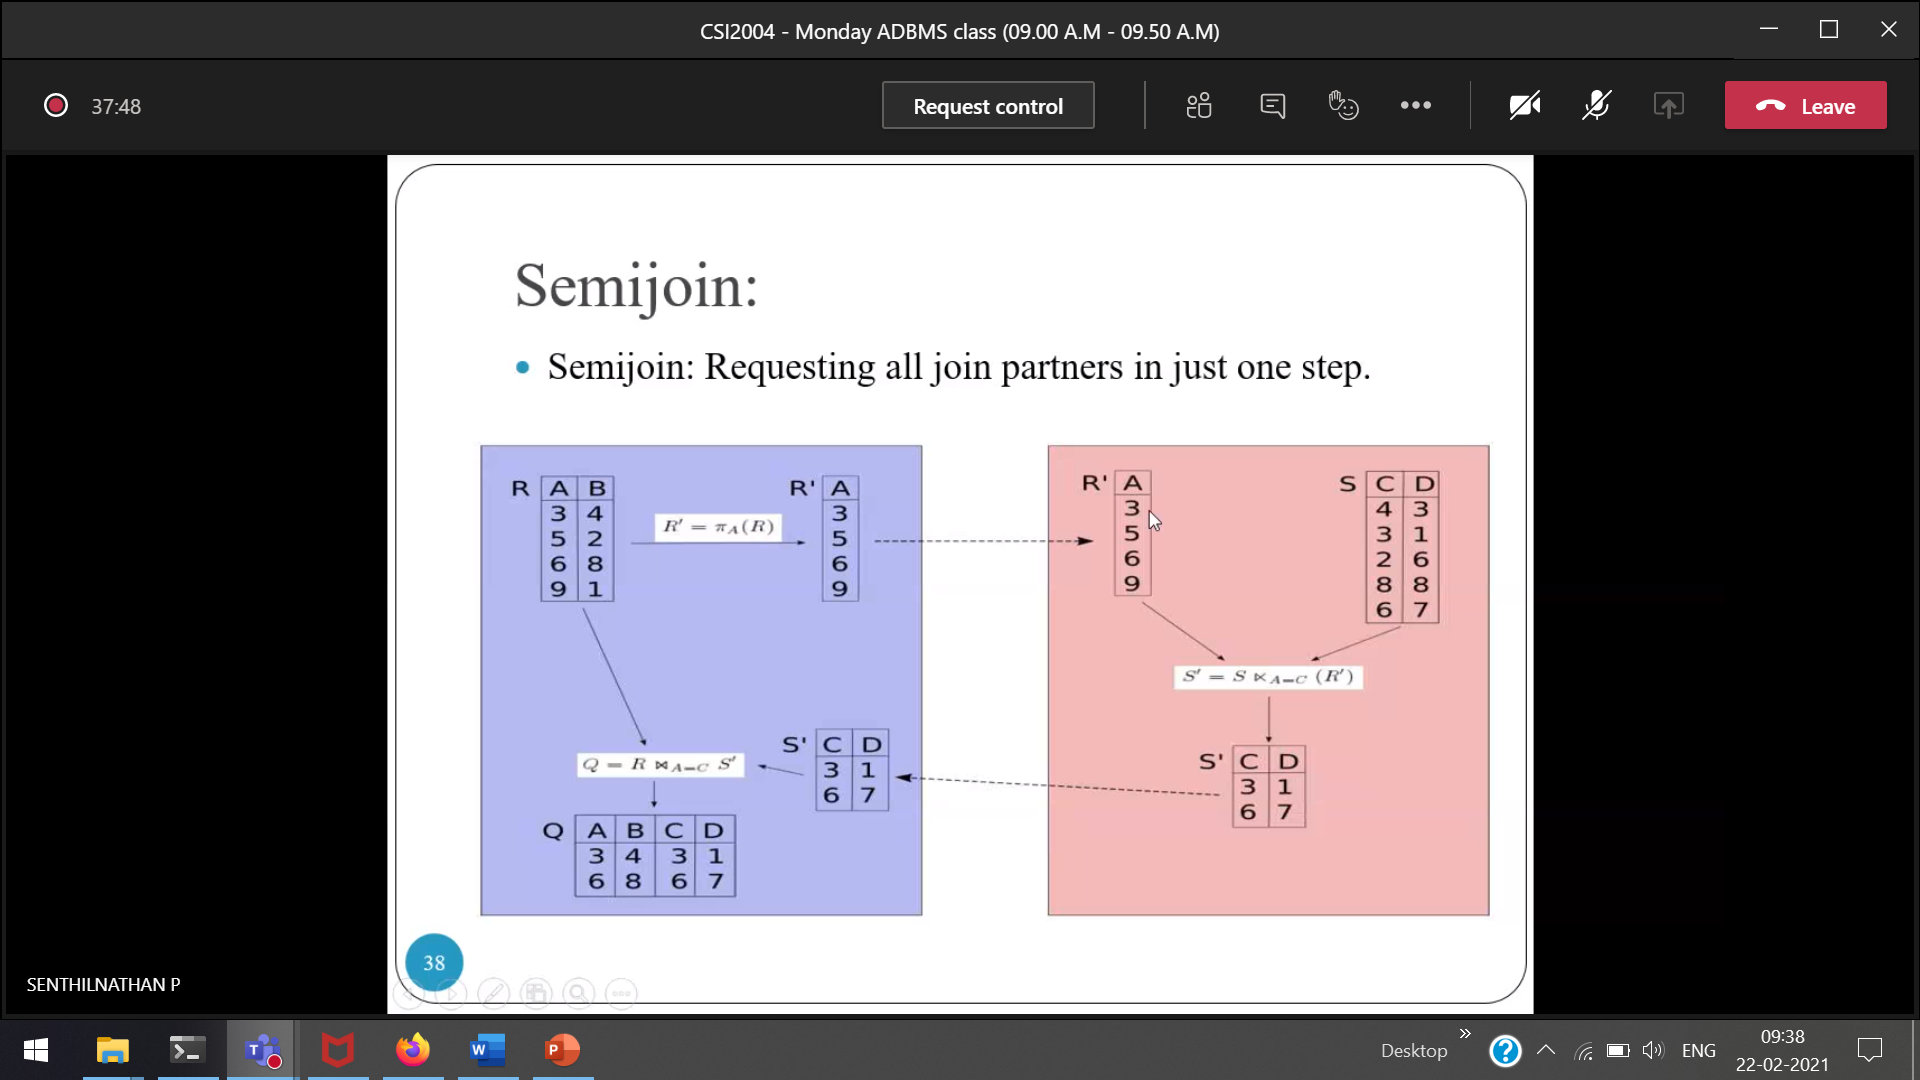 CSI2004 - Monday ADBMS class (09.00 A.M - 09.50 A.M)
37:48
Request control
Leave
Semijoin:
• Semijoin: Requesting all join partners in just one step.
R A B
3 4
5 2
6 8
9 1
R' = π_A(R)
R' A
3
5
6
9
R' A
3
5
6
9
S C D
4 3
3 1
2 6
8 8
6 7
S' = S ⋉_{A=C} (R')
S' C D
3 1
6 7
S' C D
3 1
6 7
Q = R ⋈_{A=C} S'
Q A B C D
3 4 3 1
6 8 6 7
38
SENTHILNATHAN P
Desktop
ENG
09:38
22-02-2021